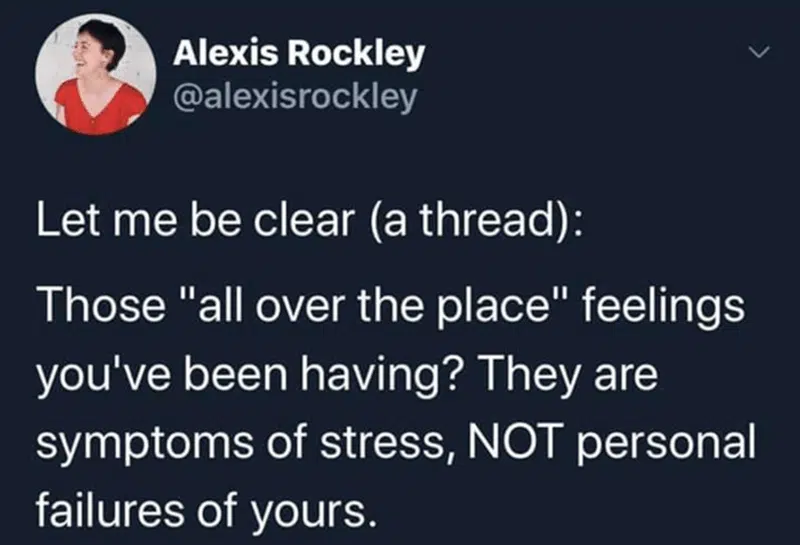 Alexis Rockley
@alexisrockley
Let me be clear (a thread):
Those "all over the place" feelings
you've been having? They are
symptoms of stress, NOT personal
failures of yours.